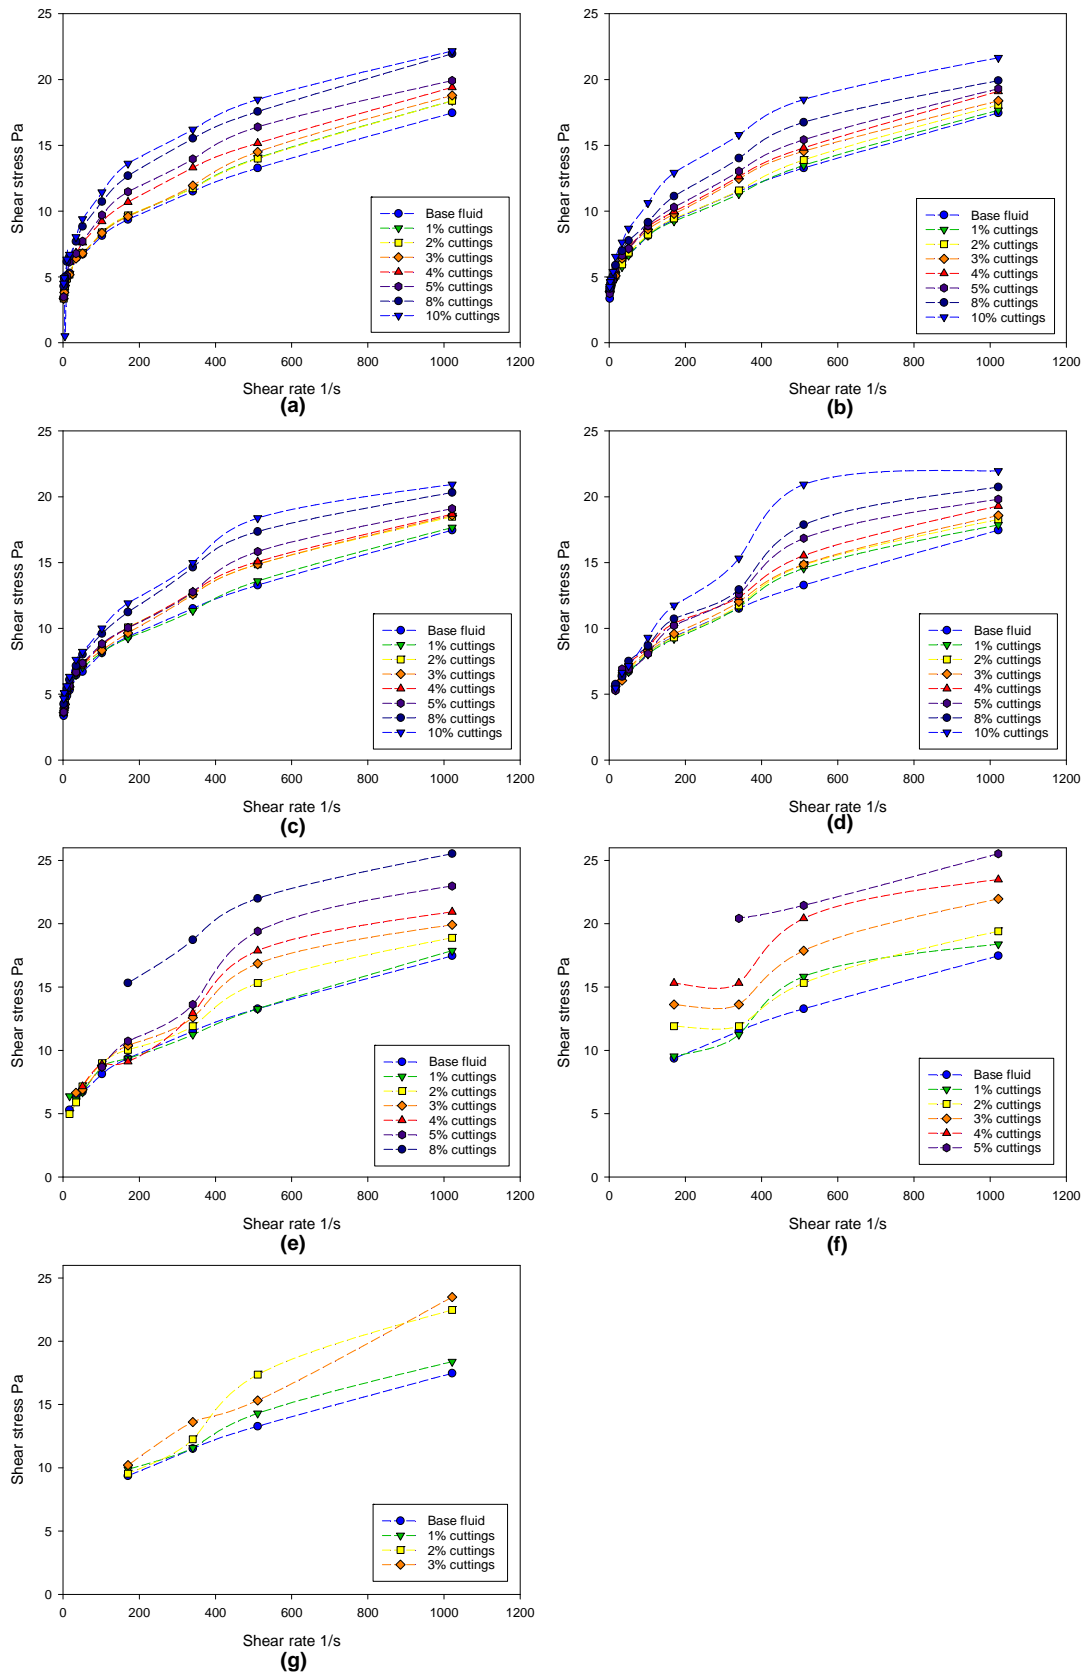 25
20
15
10
5
0
Shear stress Pa
Base fluid
1% cuttings
2% cuttings
3% cuttings
4% cuttings
5% cuttings
8% cuttings
10% cuttings
0 200 400 600 800 1000 1200
Shear rate 1/s
(a)
25
20
15
10
5
0
Shear stress Pa
Base fluid
1% cuttings
2% cuttings
3% cuttings
4% cuttings
5% cuttings
8% cuttings
10% cuttings
0 200 400 600 800 1000 1200
Shear rate 1/s
(b)
25
20
15
10
5
0
Shear stress Pa
Base fluid
1% cuttings
2% cuttings
3% cuttings
4% cuttings
5% cuttings
8% cuttings
10% cuttings
0 200 400 600 800 1000 1200
Shear rate 1/s
(c)
25
20
15
10
5
0
Shear stress Pa
Base fluid
1% cuttings
2% cuttings
3% cuttings
4% cuttings
5% cuttings
8% cuttings
10% cuttings
0 200 400 600 800 1000 1200
Shear rate 1/s
(d)
25
20
15
10
5
0
Shear stress Pa
Base fluid
1% cuttings
2% cuttings
3% cuttings
4% cuttings
5% cuttings
8% cuttings
0 200 400 600 800 1000 1200
Shear rate 1/s
(e)
25
20
15
10
5
0
Shear stress Pa
Base fluid
1% cuttings
2% cuttings
3% cuttings
4% cuttings
5% cuttings
0 200 400 600 800 1000 1200
Shear rate 1/s
(f)
25
20
15
10
5
0
Shear stress Pa
Base fluid
1% cuttings
2% cuttings
3% cuttings
0 200 400 600 800 1000 1200
Shear rate 1/s
(g)